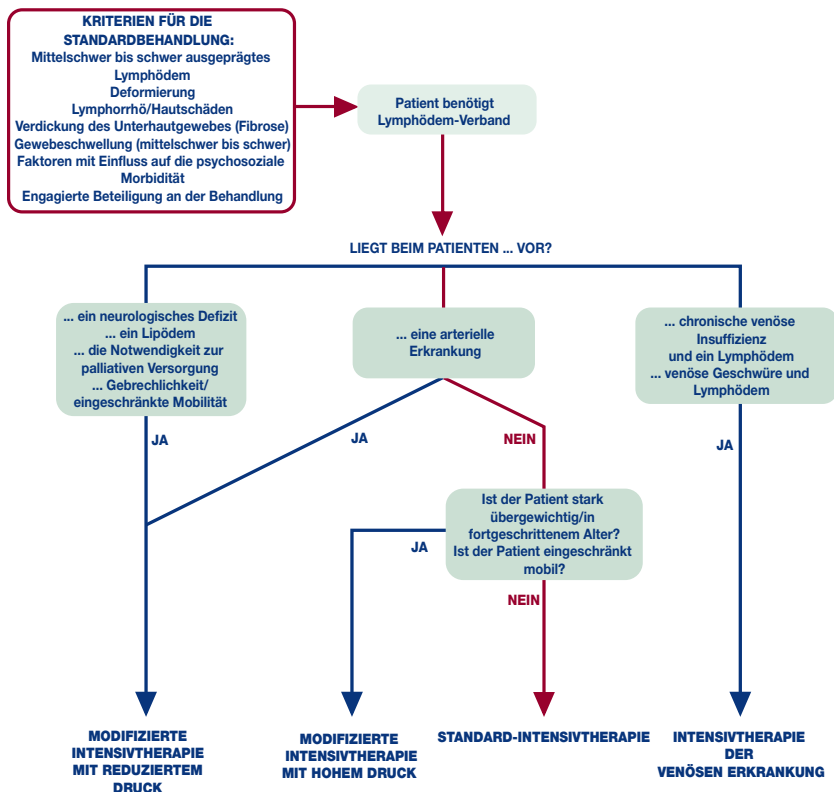 KRITERIEN FÜR DIE
STANDARDBEHANDLUNG:
Mittelschwer bis schwer ausgeprägtes
Lymphödem
Deformierung
Lymphorrhö/Hautschäden
Verdickung des Unterhautgewebes (Fibrose)
Gewebeschwellung (mittelschwer bis schwer)
Faktoren mit Einfluss auf die psychosoziale
Morbidität
Engagierte Beteiligung an der Behandlung
Patient benötigt
Lymphödem-Verband
LIEGT BEIM PATIENTEN ... VOR?
... ein neurologisches Defizit
... ein Lipödem
... die Notwendigkeit zur
palliativen Versorgung
... Gebrechlichkeit/
eingeschränkte Mobilität
... eine arterielle
Erkrankung
... chronische venöse
Insuffizienz
und ein Lymphödem
... venöse Geschwüre und
Lymphödem
JA
JA
NEIN
JA
Ist der Patient stark
übergewichtig/in
fortgeschrittenem Alter?
Ist der Patient eingeschränkt
mobil?
JA
NEIN
MODIFIZIERTE
INTENSIVTHERAPIE
MIT REDUZIERTEM
DRUCK
MODIFIZIERTE
INTENSIVTHERAPIE
MIT HOHEM DRUCK
STANDARD-INTENSIVTHERAPIE
INTENSIVTHERAPIE
DER
VENÖSEN ERKRANKUNG